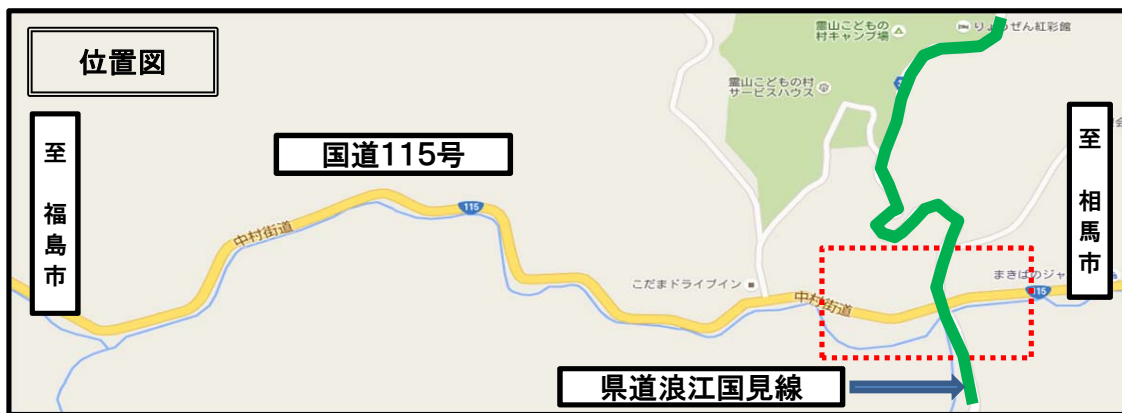 位置図
霊山こどもの
村キャンプ場
りょうぜん紅彩館
霊山こどもの村
サービスハウス
至 福島市
国道115号
至 相馬市
115
中村街道
こだまドライブイン
まきばのジャ
中村街道
115
県道浪江国見線